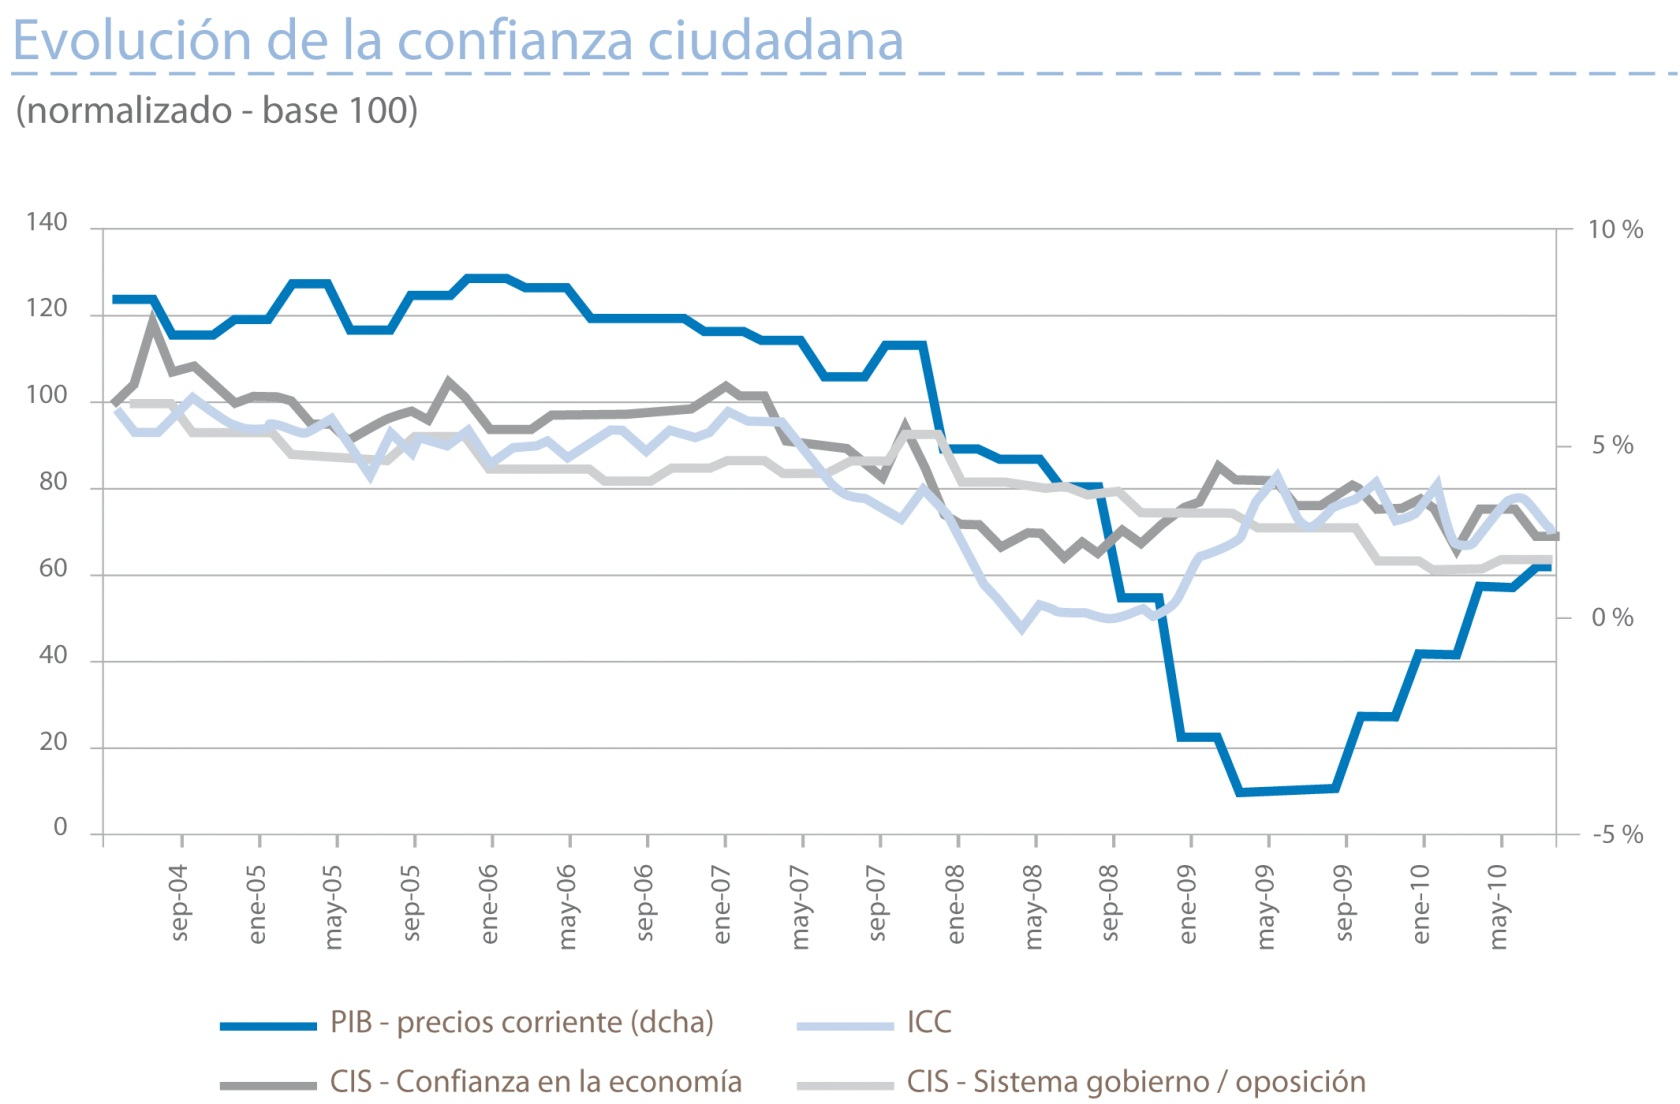 Evolución de la confianza ciudadana
(normalizado - base 100)
140
120
100
80
60
40
20
0
10 %
5 %
0 %
-5 %
sep-04
ene-05
may-05
sep-05
ene-06
may-06
sep-06
ene-07
may-07
sep-07
ene-08
may-08
sep-08
ene-09
may-09
sep-09
ene-10
may-10
PIB - precios corriente (dcha)
ICC
CIS - Confianza en la economía
CIS - Sistema gobierno / oposición